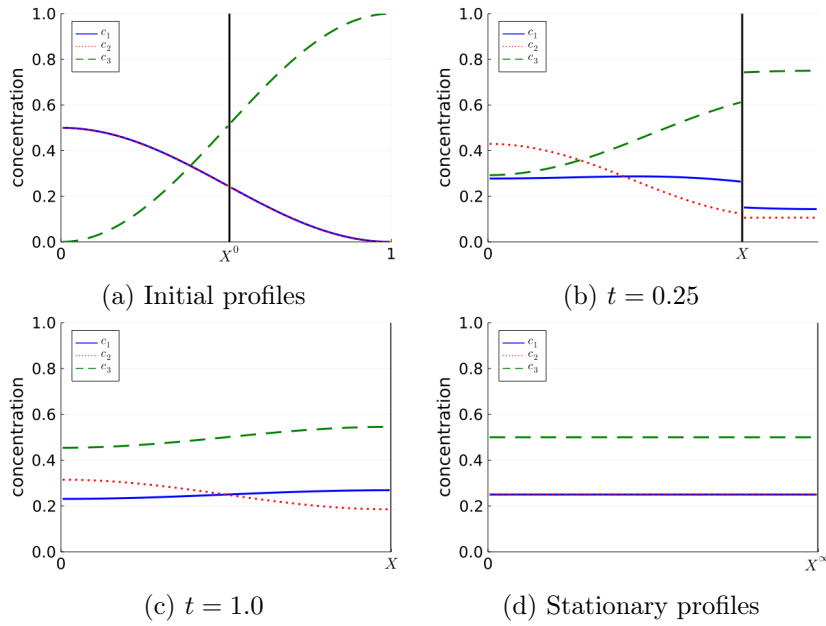 1.0
0.8
0.6
0.4
0.2
0.0
concentration
c₁
c₂
c₃
0
X⁰
1
(a) Initial profiles
1.0
0.8
0.6
0.4
0.2
0.0
concentration
c₁
c₂
c₃
0
X
(b) t = 0.25
1.0
0.8
0.6
0.4
0.2
0.0
concentration
c₁
c₂
c₃
0
X
(c) t = 1.0
1.0
0.8
0.6
0.4
0.2
0.0
concentration
c₁
c₂
c₃
0
X^∞
(d) Stationary profiles